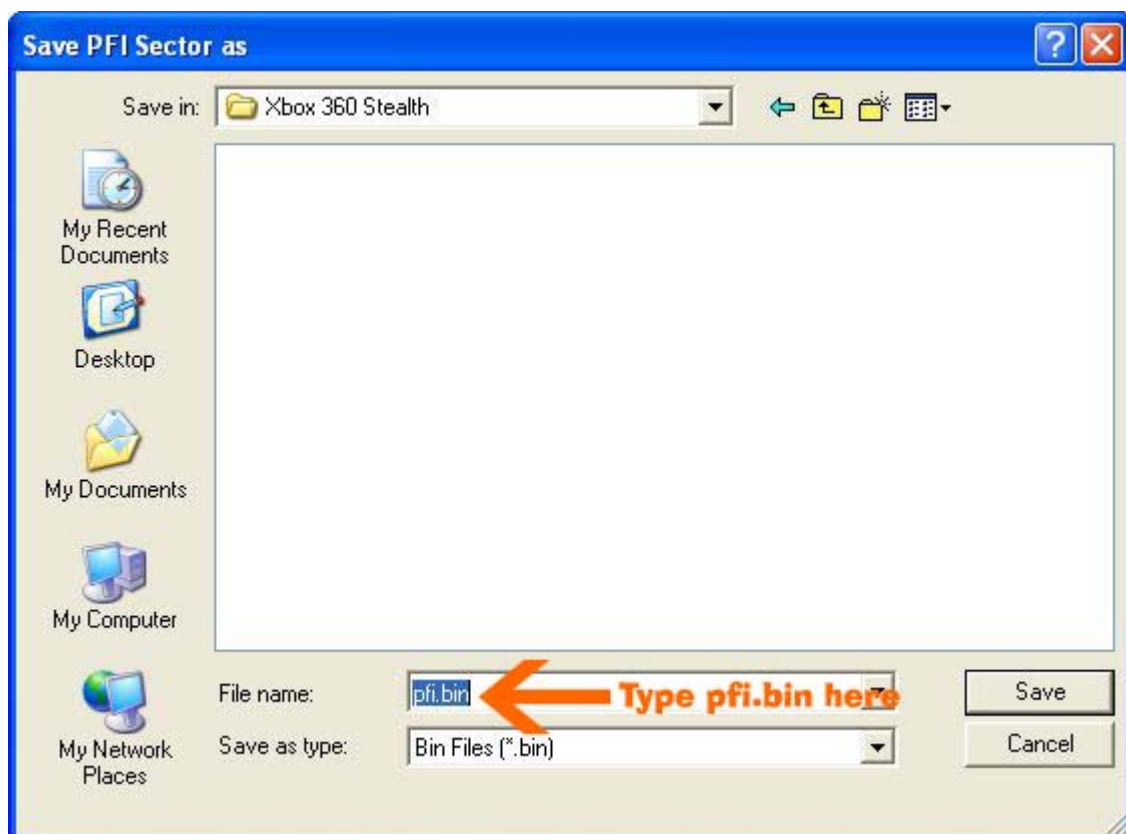 Save PFI Sector as
Save in: Xbox 360 Stealth
My Recent
Documents
Desktop
My Documents
My Computer
My Network
Places
File name: pfi.bin Type pfi.bin here Save
Save as type: Bin Files (*.bin) Cancel